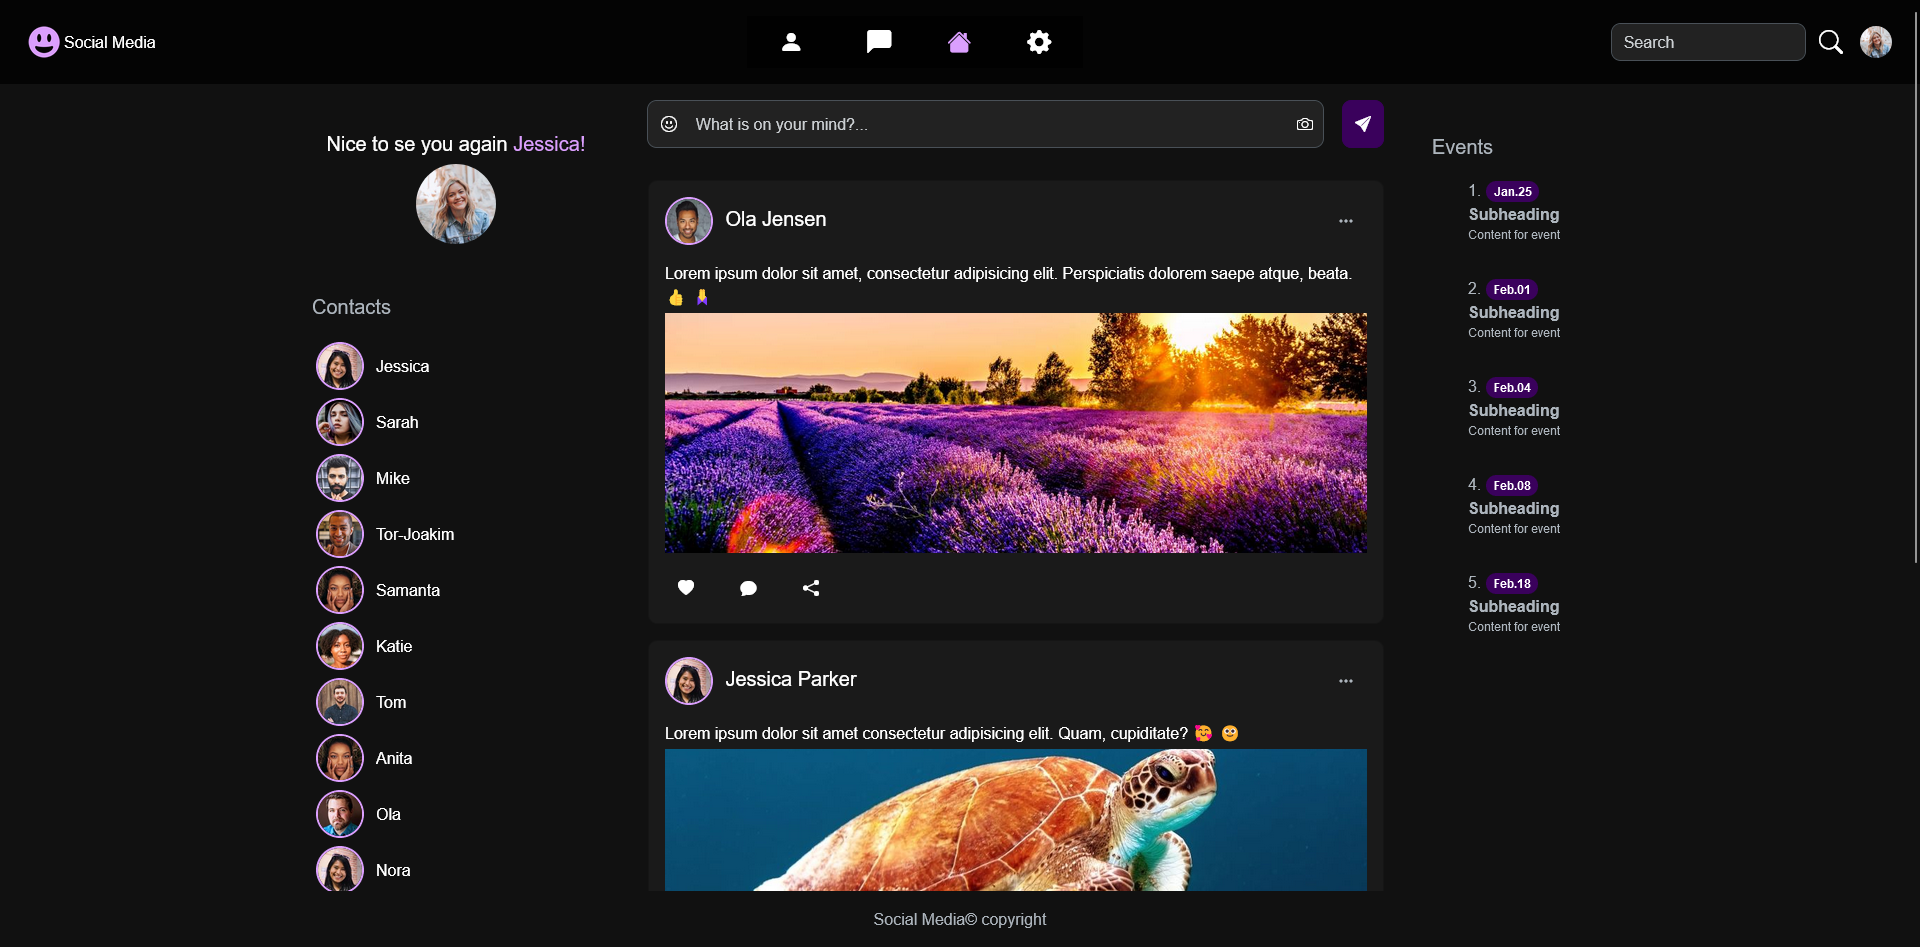 Social Media
Search
What is on your mind?...
Nice to se you again Jessica!
Contacts
Jessica
Sarah
Mike
Tor-Joakim
Samanta
Katie
Tom
Anita
Ola
Nora
Ola Jensen
Lorem ipsum dolor sit amet, consectetur adipisicing elit. Perspiciatis dolorem saepe atque, beata.
👍 🧘‍♀️
Jessica Parker
Lorem ipsum dolor sit amet consectetur adipisicing elit. Quam, cupiditate? 🥰 🙂
Events
1. Jan.25
Subheading
Content for event
2. Feb.01
Subheading
Content for event
3. Feb.04
Subheading
Content for event
4. Feb.08
Subheading
Content for event
5. Feb.18
Subheading
Content for event
Social Media© copyright